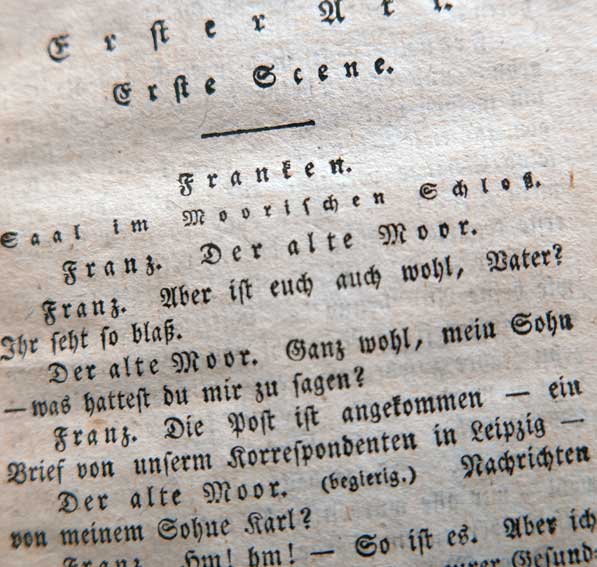 Erster Akt.
Erste Scene.
Franken.
Saal im Moorischen Schloß.
Franz. Der alte Moor.
Franz. Aber ist euch auch wohl, Vater?
Ihr seht so blaß.
Der alte Moor. Ganz wohl, mein Sohn
—was hattest du mir zu sagen?
Franz. Die Post ist angekommen — ein
Brief von unserm Korrespondenten in Leipzig —
Der alte Moor. (begierig.) Nachrichten
von meinem Sohne Karl?
Franz. Hm! hm! — So ist es. Aber ich
Gesund-